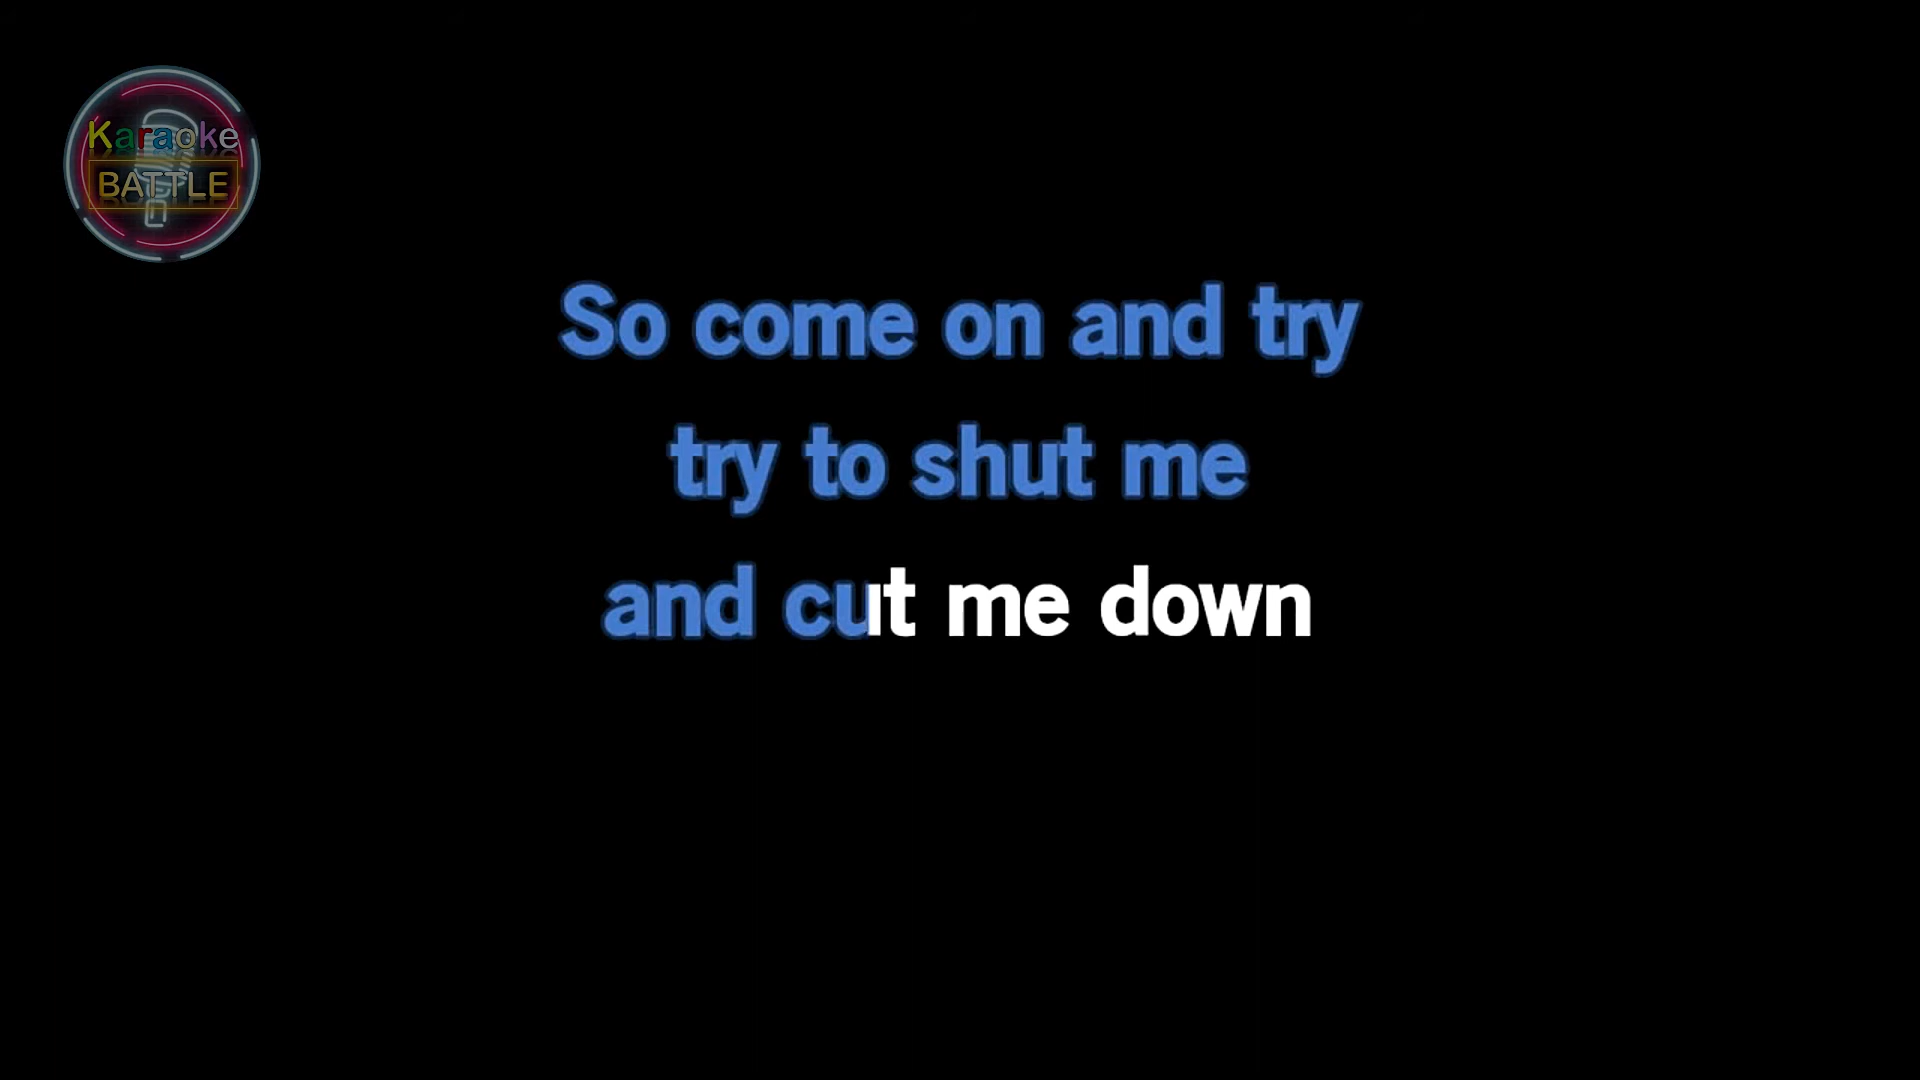 Karaoke
BATTLE
So come on and try
try to shut me
and cut me down